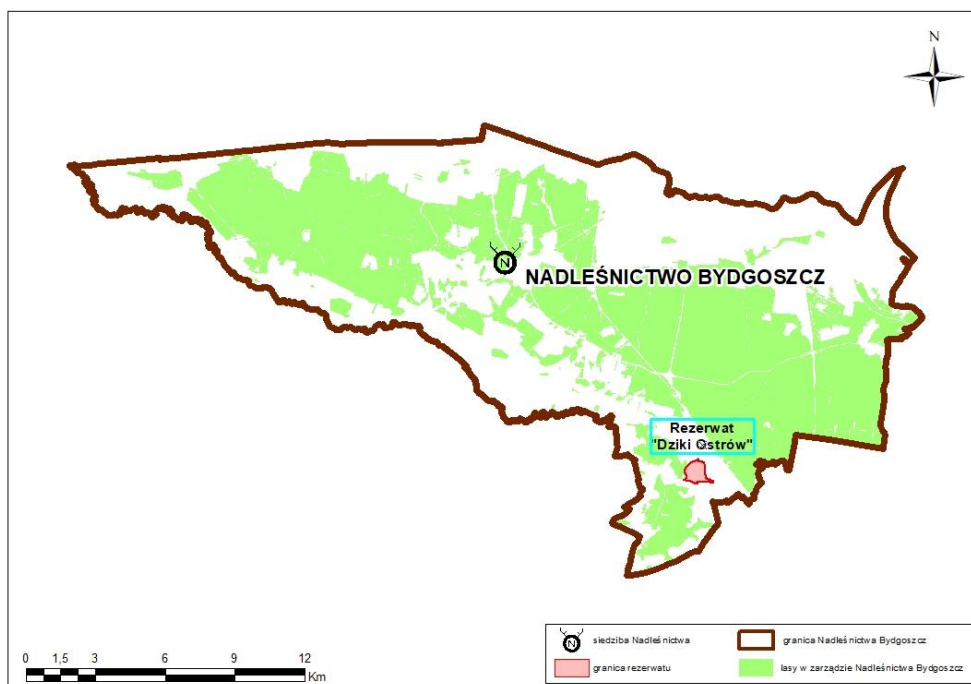 N
N
NADLEŚNICTWO BYDGOSZCZ
Rezerwat
"Dziki Ostrów"
N siedziba Nadleśnictwa
granica Nadleśnictwa Bydgoszcz
granica rezerwatu
lasy w zarządzie Nadleśnictwa Bydgoszcz
0 1,5 3 6 9 12
Km